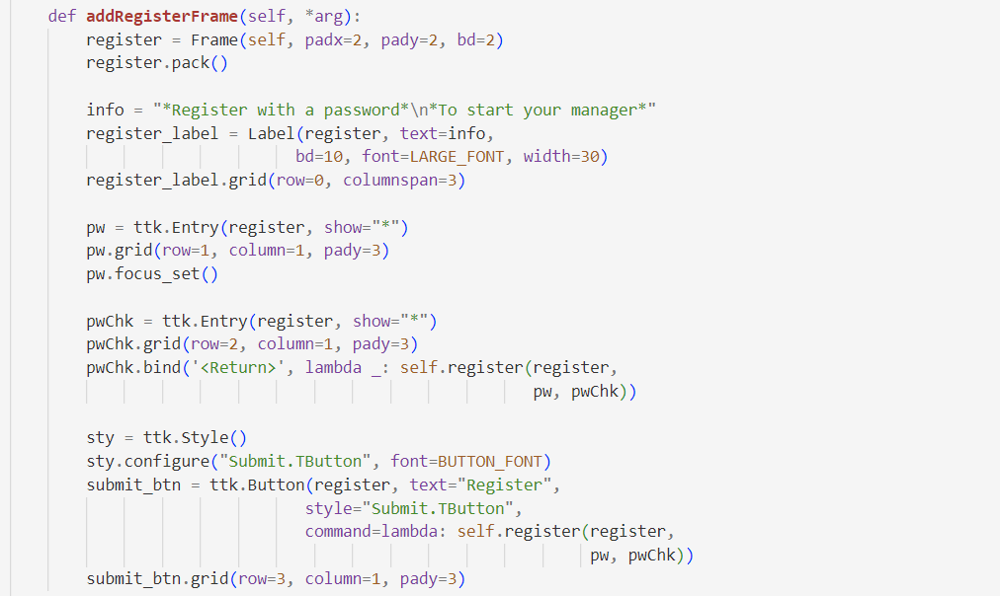 def addRegisterFrame(self, *arg):
register = Frame(self, padx=2, pady=2, bd=2)
register.pack()
info = "*Register with a password*\n*To start your manager*"
register_label = Label(register, text=info,
bd=10, font=LARGE_FONT, width=30)
register_label.grid(row=0, columnspan=3)
pw = ttk.Entry(register, show="*")
pw.grid(row=1, column=1, pady=3)
pw.focus_set()
pwChk = ttk.Entry(register, show="*")
pwChk.grid(row=2, column=1, pady=3)
pwChk.bind('<Return>', lambda _: self.register(register,
pw, pwChk))
sty = ttk.Style()
sty.configure("Submit.TButton", font=BUTTON_FONT)
submit_btn = ttk.Button(register, text="Register",
style="Submit.TButton",
command=lambda: self.register(register,
pw, pwChk))
submit_btn.grid(row=3, column=1, pady=3)